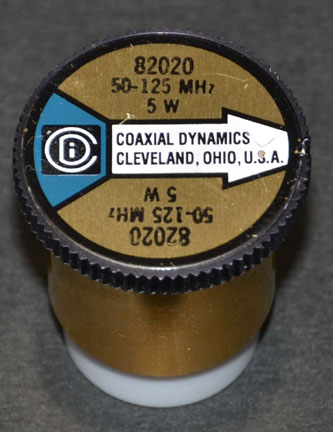 82020
50-125 MHz
5 W
CDI
COAXIAL DYNAMICS
CLEVELAND, OHIO, U.S.A.
5 W
50-125 MHz
82020